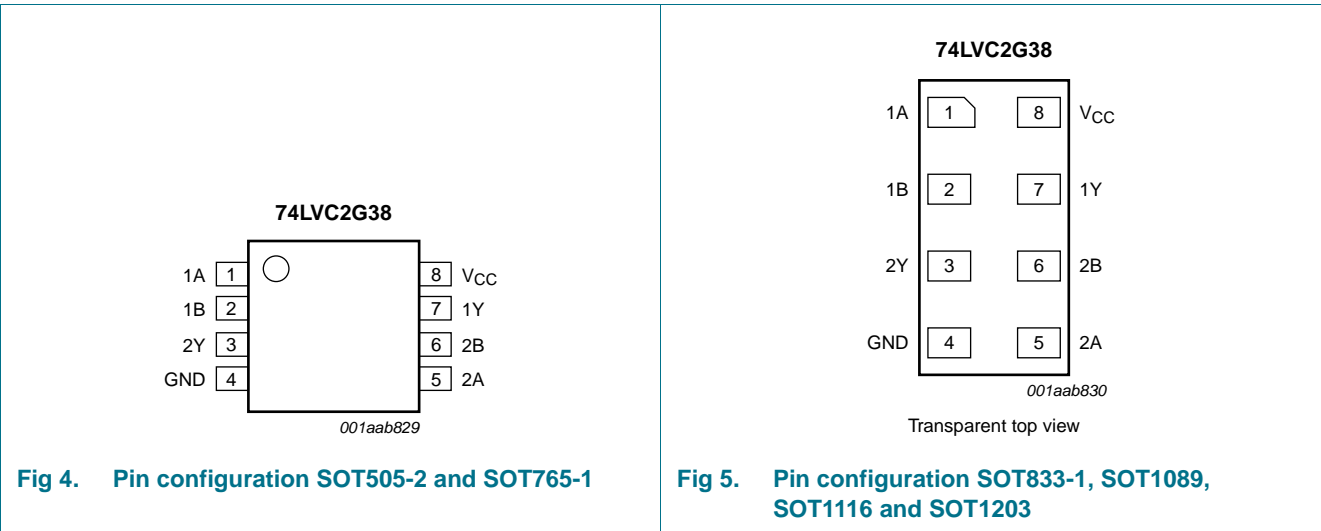 74LVC2G38
1A 1 8 VCC
1B 2 7 1Y
2Y 3 6 2B
GND 4 5 2A
001aab829
Fig 4. Pin configuration SOT505-2 and SOT765-1
74LVC2G38
1A 1 8 VCC
1B 2 7 1Y
2Y 3 6 2B
GND 4 5 2A
001aab830
Transparent top view
Fig 5. Pin configuration SOT833-1, SOT1089,
SOT1116 and SOT1203